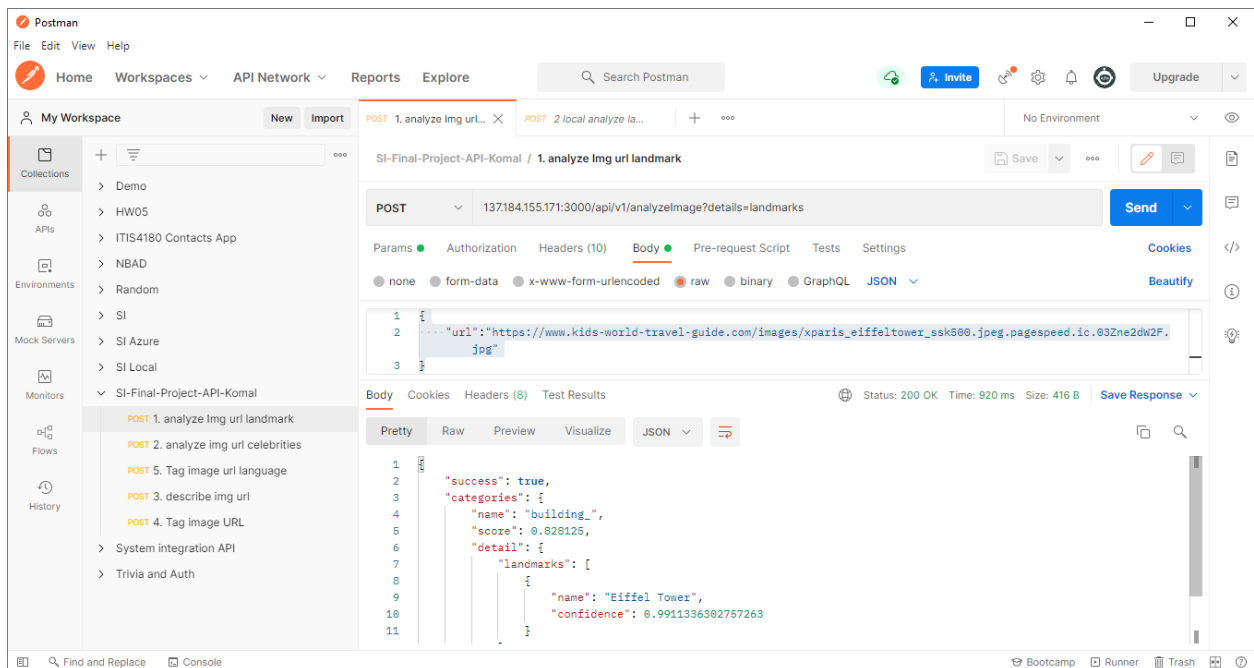 Postman
File Edit View Help
Home Workspaces API Network Reports Explore Search Postman Invite Upgrade
My Workspace New Import
POST 1. analyze Img url... POST 2 local analyze la... No Environment
Collections
APIs
Environments
Mock Servers
Monitors
Flows
History
Demo
HW05
ITIS4180 Contacts App
NBAD
Random
SI
SI Azure
SI Local
SI-Final-Project-API-Komal
POST 1. analyze Img url landmark
POST 2. analyze img url celebrities
POST 5. Tag image url language
POST 3. describe img url
POST 4. Tag image URL
System integration API
Trivia and Auth
SI-Final-Project-API-Komal / 1. analyze Img url landmark Save
POST 137.184.155.171:3000/api/v1/analyzeImage?details=landmarks Send
Params Authorization Headers (10) Body Pre-request Script Tests Settings Cookies
none form-data x-www-form-urlencoded raw binary GraphQL JSON Beautify
1 {
2 ····"url":"https://www.kids-world-travel-guide.com/images/xparis_eiffeltower_ssk500.jpeg.pagespeed.ic.03Zne2dW2F.
jpg"
3 }
Body Cookies Headers (8) Test Results Status: 200 OK Time: 920 ms Size: 416 B Save Response
Pretty Raw Preview Visualize JSON
1 {
2 "success": true,
3 "categories": {
4 "name": "building_",
5 "score": 0.828125,
6 "detail": {
7 "landmarks": [
8 {
9 "name": "Eiffel Tower",
10 "confidence": 0.9911336302757263
11 }
Find and Replace Console Bootcamp Runner Trash